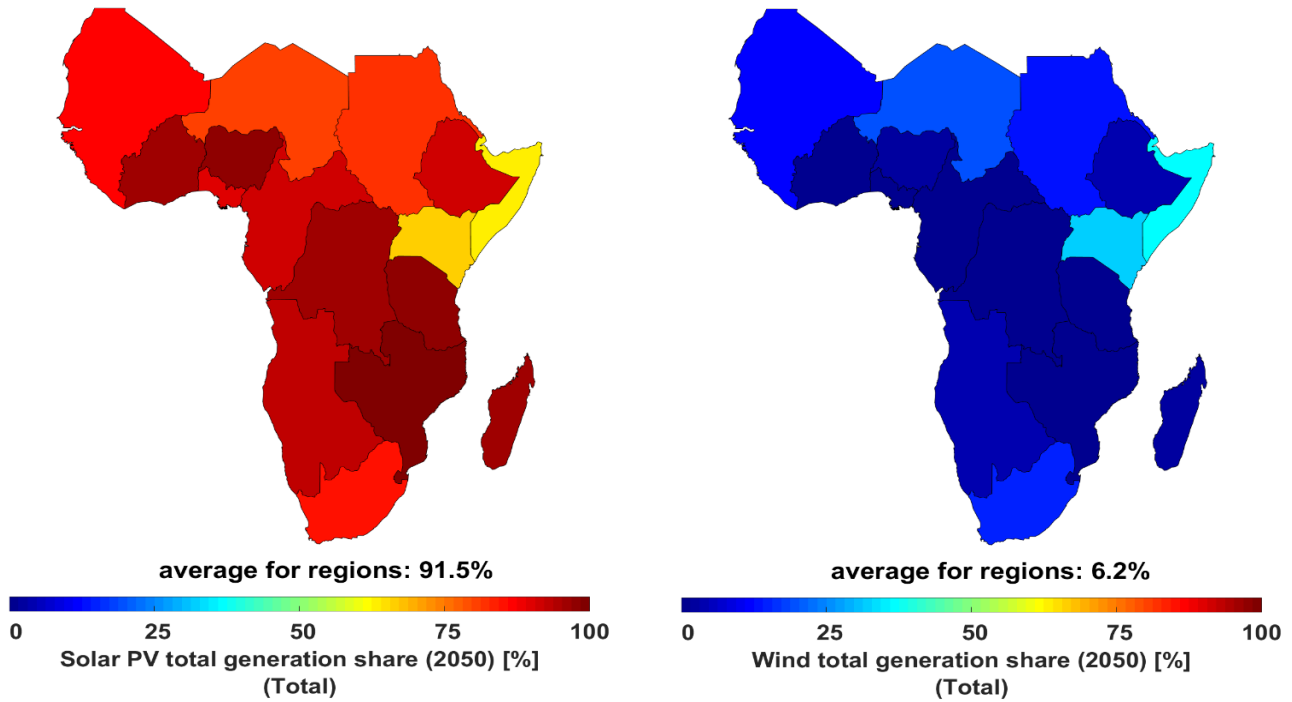 average for regions: 91.5%
0 25 50 75 100
Solar PV total generation share (2050) [%]
(Total)
average for regions: 6.2%
0 25 50 75 100
Wind total generation share (2050) [%]
(Total)